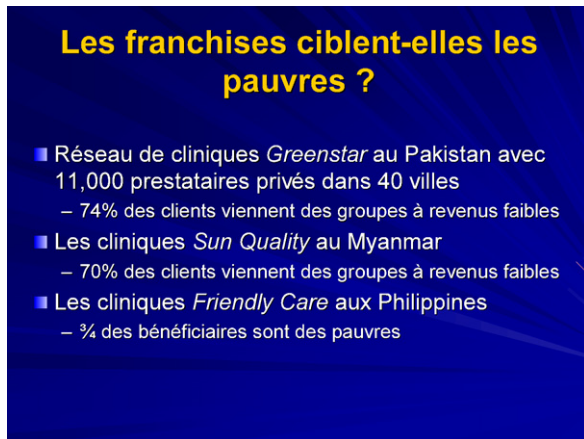 Les franchises ciblent-elles les
pauvres ?
Réseau de cliniques Greenstar au Pakistan avec
11,000 prestataires privés dans 40 villes
– 74% des clients viennent des groupes à revenus faibles
Les cliniques Sun Quality au Myanmar
– 70% des clients viennent des groupes à revenus faibles
Les cliniques Friendly Care aux Philippines
– ¾ des bénéficiaires sont des pauvres